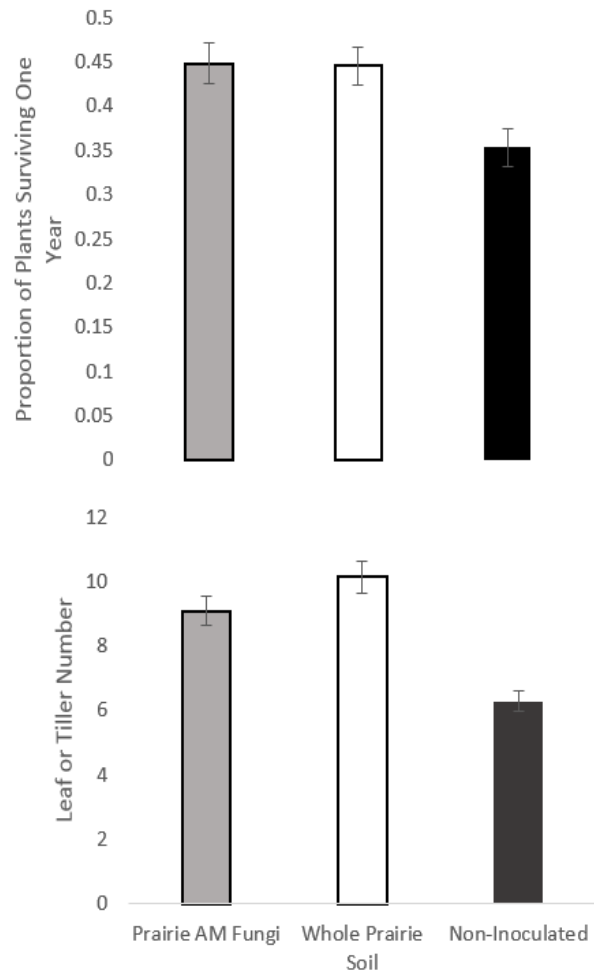 Proportion of Plants Surviving One
Year
0.5
0.45
0.4
0.35
0.3
0.25
0.2
0.15
0.1
0.05
0
Leaf or Tiller Number
12
10
8
6
4
2
0
Prairie AM Fungi
Whole Prairie
Soil
Non-Inoculated